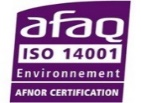 afaq
ISO 14001
Environnement
AFNOR CERTIFICATION